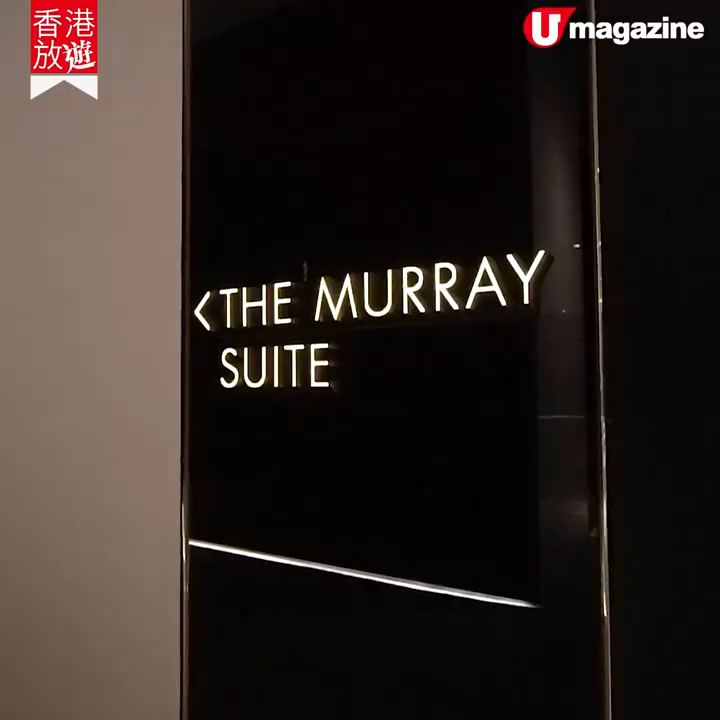 香港
放遊
U magazine
<THE MURRAY
SUITE